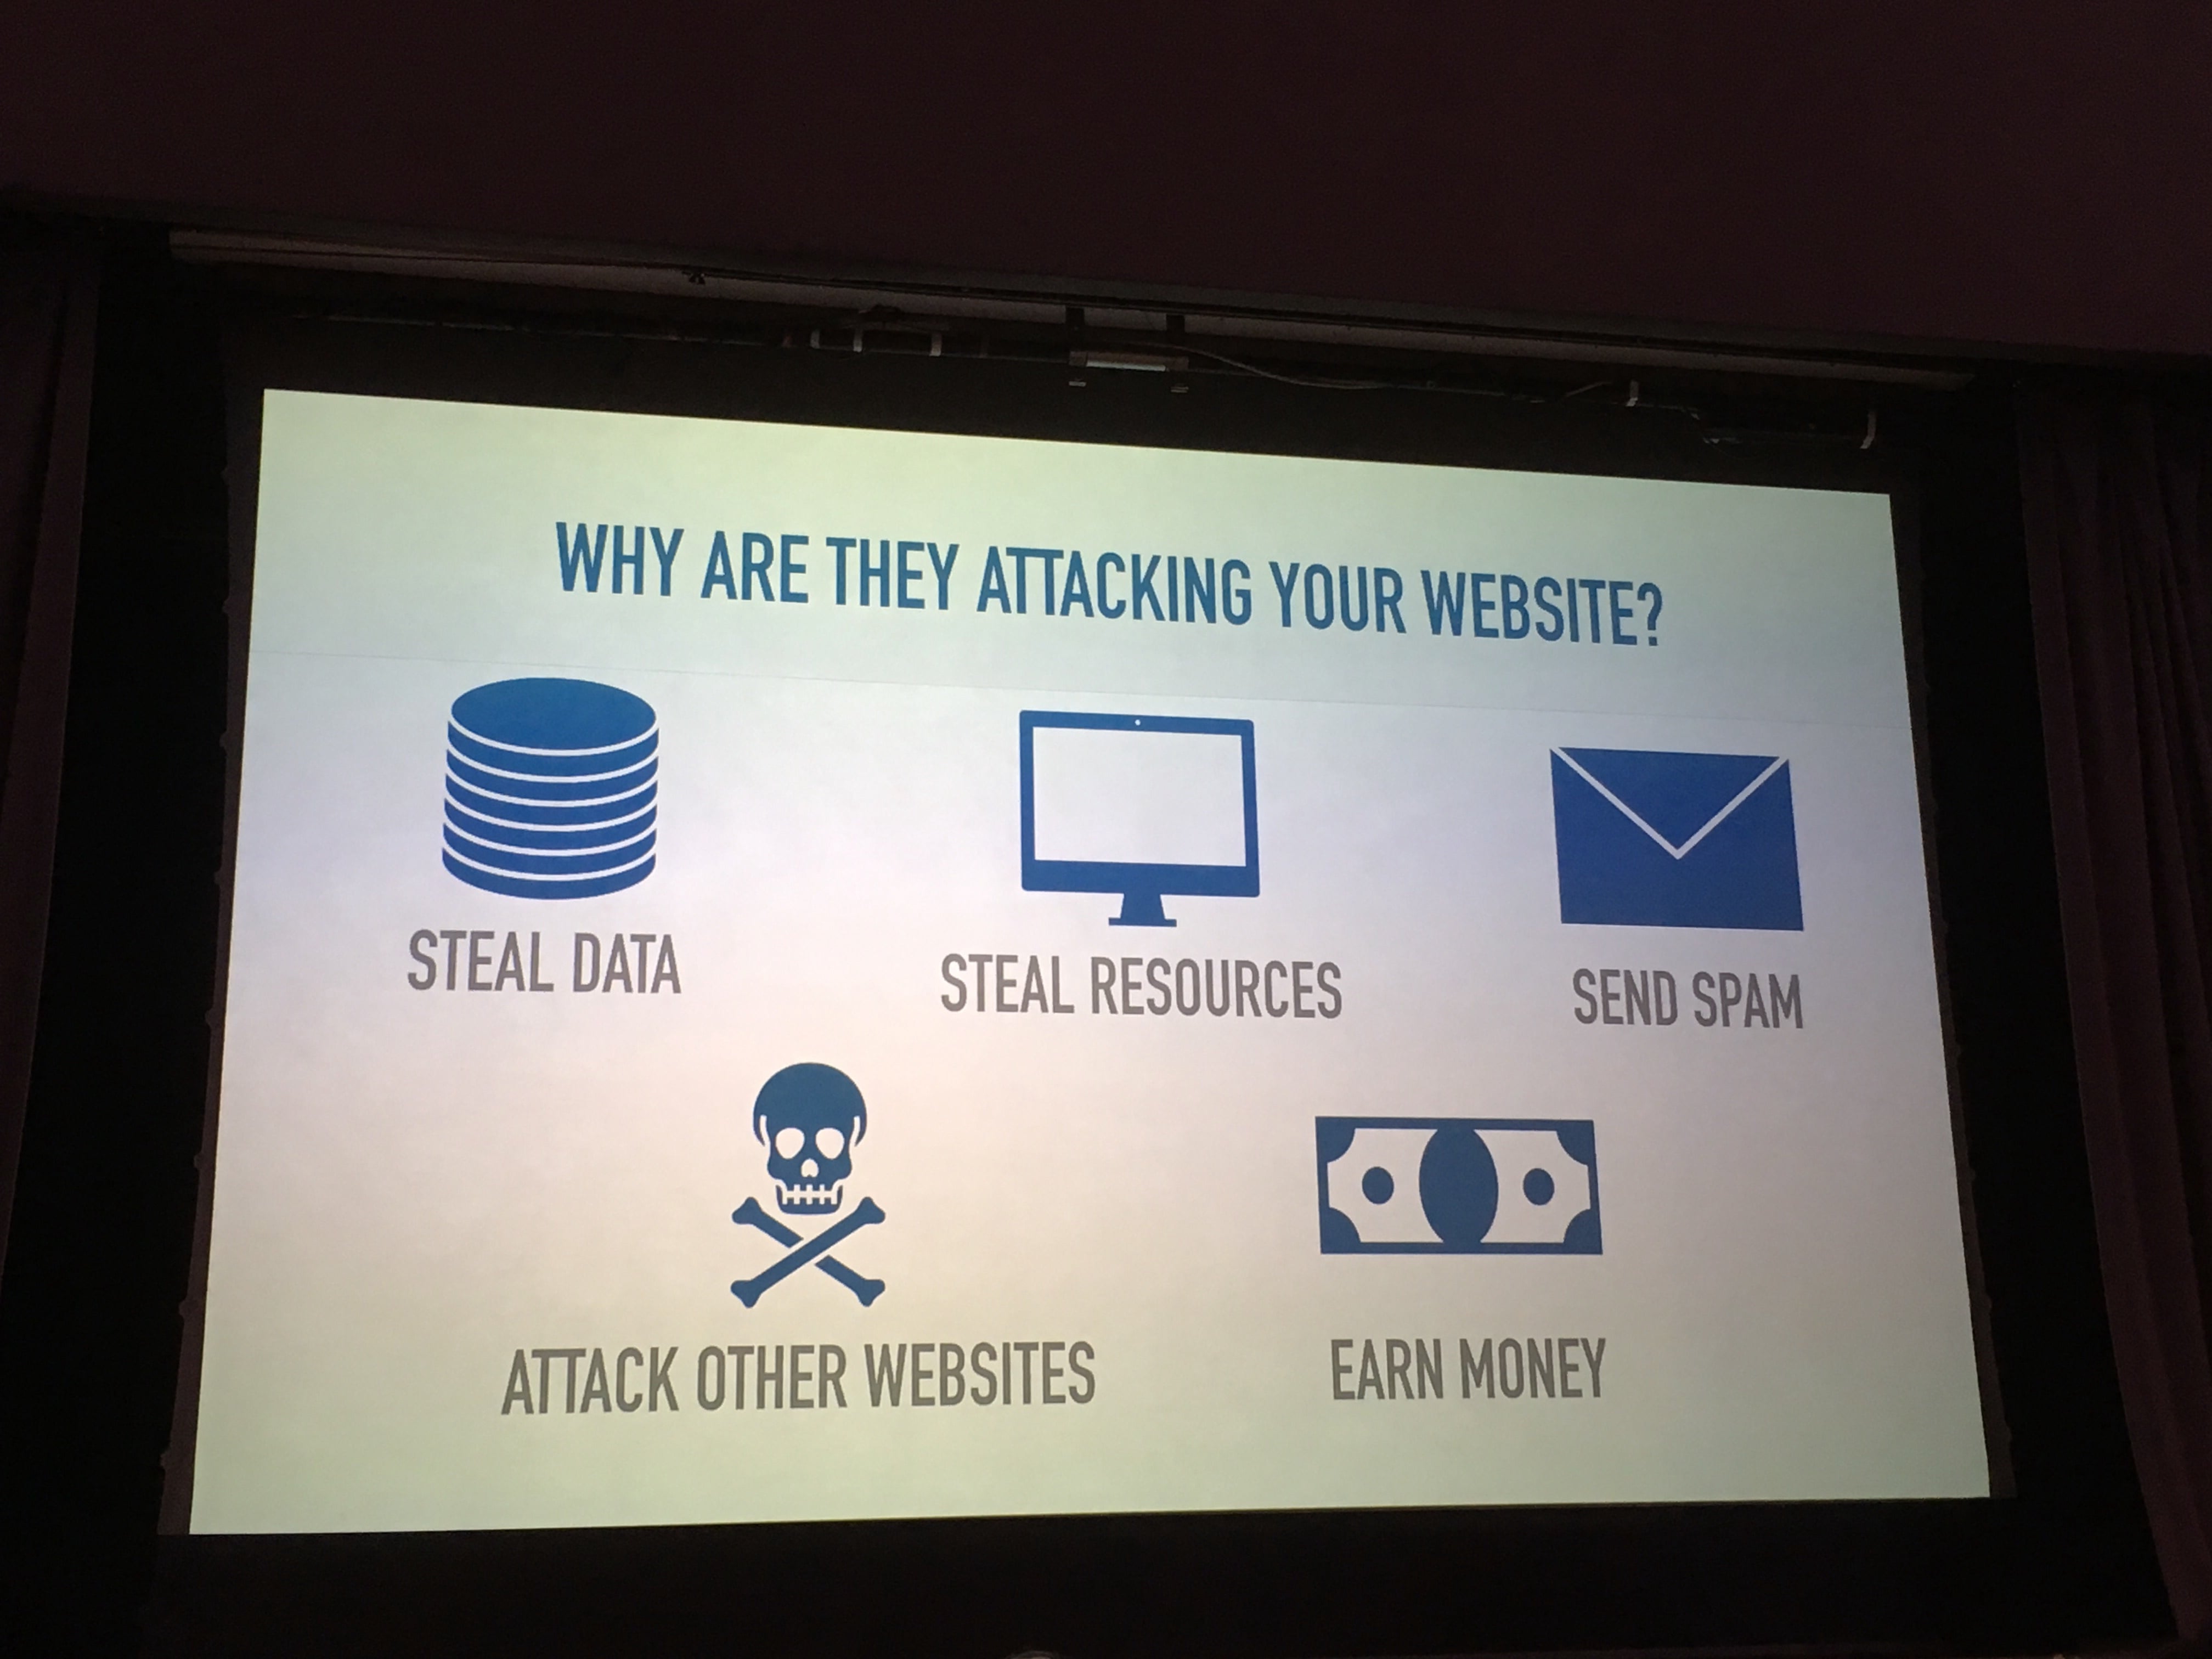 WHY ARE THEY ATTACKING YOUR WEBSITE?
STEAL DATA
STEAL RESOURCES
SEND SPAM
ATTACK OTHER WEBSITES
EARN MONEY